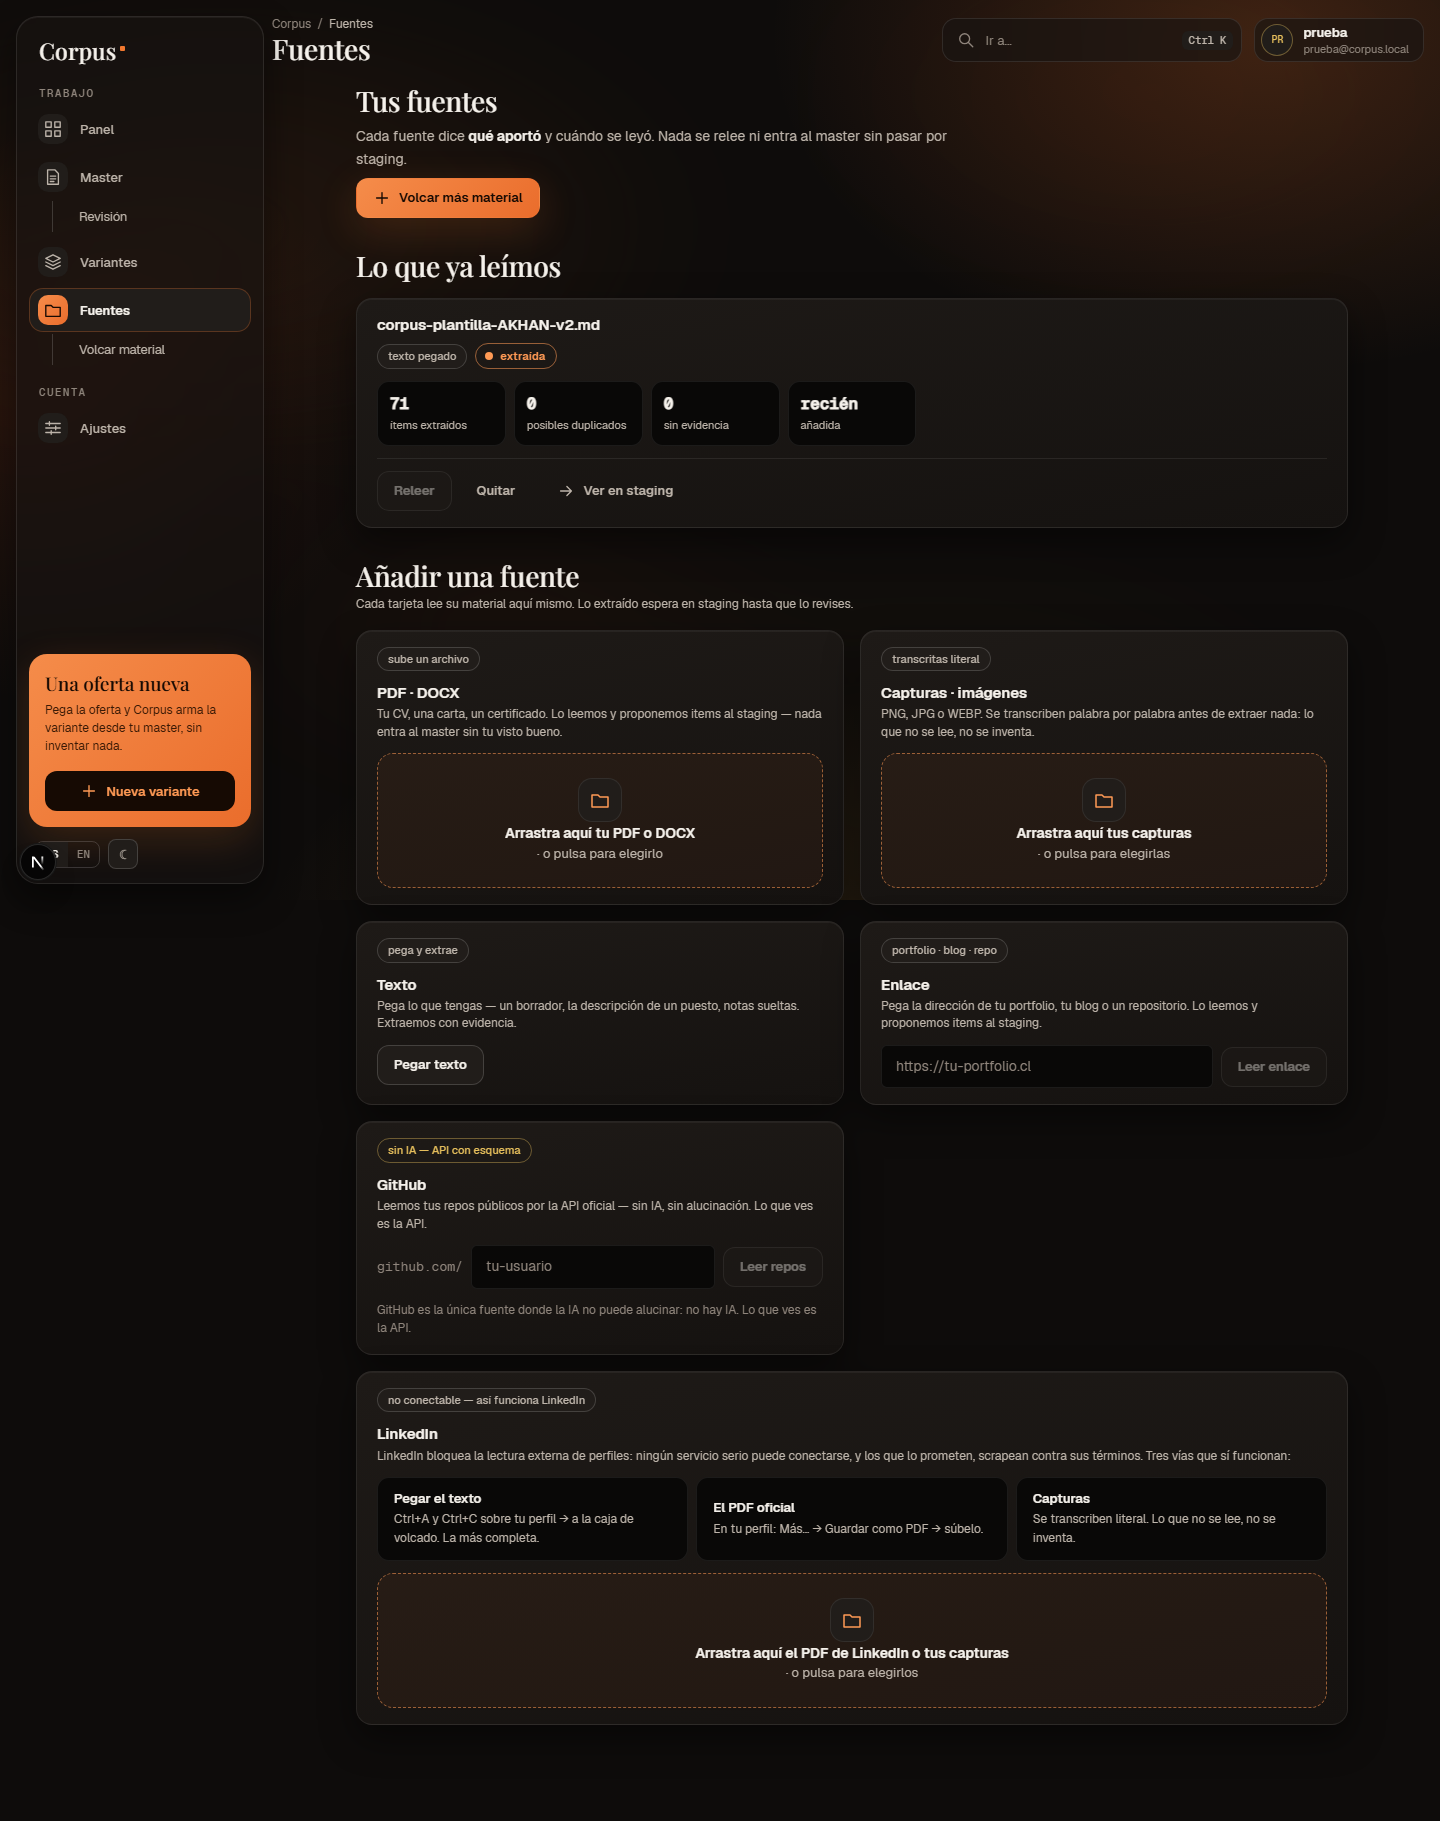 Corpus
TRABAJO
Panel
Master
Revisión
Variantes
Fuentes
Volcar material
CUENTA
Ajustes
Una oferta nueva
Pega la oferta y Corpus arma la
variante desde tu master, sin
inventar nada.
Nueva variante
EN
Corpus / Fuentes
Fuentes
Ir a...
Ctrl K
PR
prueba
prueba@corpus.local
Tus fuentes
Cada fuente dice qué aportó y cuándo se leyó. Nada se relee ni entra al master sin pasar por
staging.
Volcar más material
Lo que ya leímos
corpus-plantilla-AKHAN-v2.md
texto pegado
extraída
71
ítems extraídos
0
posibles duplicados
0
sin evidencia
recién
añadida
Releer
Quitar
→ Ver en staging
Añadir una fuente
Cada tarjeta lee su material aquí mismo. Lo extraído espera en staging hasta que lo revises.
sube un archivo
PDF · DOCX
Tu CV, una carta, un certificado. Lo leemos y proponemos ítems al staging — nada
entra al master sin tu visto bueno.
Arrastra aquí tu PDF o DOCX
· o pulsa para elegirlo
transcritas literal
Capturas · imágenes
PNG, JPG o WEBP. Se transcriben palabra por palabra antes de extraer nada: lo
que no se lee, no se inventa.
Arrastra aquí tus capturas
· o pulsa para elegirlas
pega y extrae
Texto
Pega lo que tengas — un borrador, la descripción de un puesto, notas sueltas.
Extraemos con evidencia.
Pegar texto
portfolio · blog · repo
Enlace
Pega la dirección de tu portfolio, tu blog o un repositorio. Lo leemos y
proponemos ítems al staging.
https://tu-portfolio.cl
Leer enlace
sin IA — API con esquema
GitHub
Leemos tus repos públicos por la API oficial — sin IA, sin alucinación. Lo que ves
es la API.
github.com/
tu-usuario
Leer repos
GitHub es la única fuente donde la IA no puede alucinar: no hay IA. Lo que ves es
la API.
no conectable — así funciona LinkedIn
LinkedIn
LinkedIn bloquea la lectura externa de perfiles: ningún servicio serio puede conectarse, y los que lo prometen, scrapean contra sus términos. Tres vías que sí funcionan:
Pegar el texto
Ctrl+A y Ctrl+C sobre tu perfil → a la caja de
volcado. La más completa.
El PDF oficial
En tu perfil: Más... → Guardar como PDF → súbelo.
Capturas
Se transcriben literal. Lo que no se lee, no se
inventa.
Arrastra aquí el PDF de LinkedIn o tus capturas
· o pulsa para elegirlos